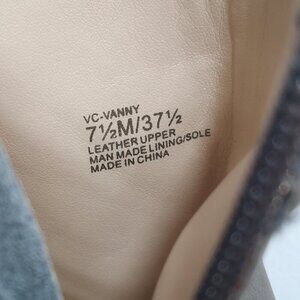 VC-VANNY
7½M/37½
LEATHER UPPER
MAN MADE LINING/SOLE
MADE IN CHINA